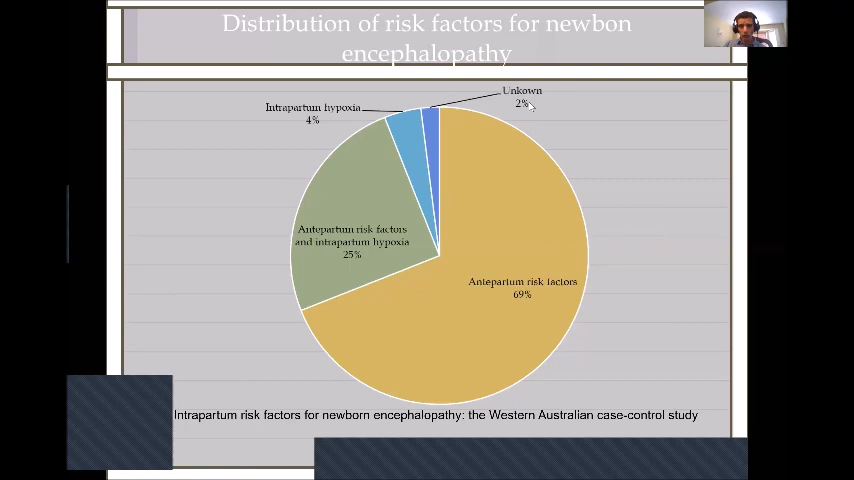 Distribution of risk factors for newbon
encephalopathy
Unkown
2%
Intrapartum hypoxia
4%
Antepartum risk factors
and intrapartum hypoxia
25%
Antepartum risk factors
69%
Intrapartum risk factors for newborn encephalopathy: the Western Australian case-control study